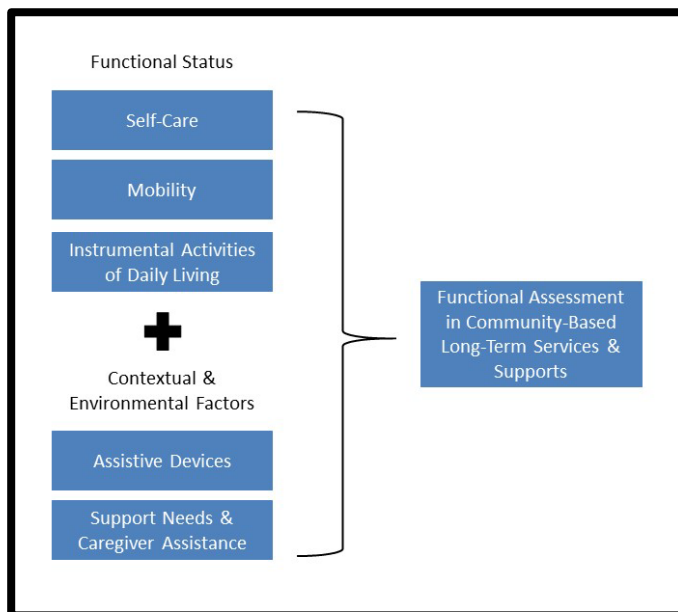 Functional Status
Self-Care
Mobility
Instrumental Activities
of Daily Living
Contextual &
Environmental Factors
Assistive Devices
Support Needs &
Caregiver Assistance
Functional Assessment
in Community-Based
Long-Term Services &
Supports